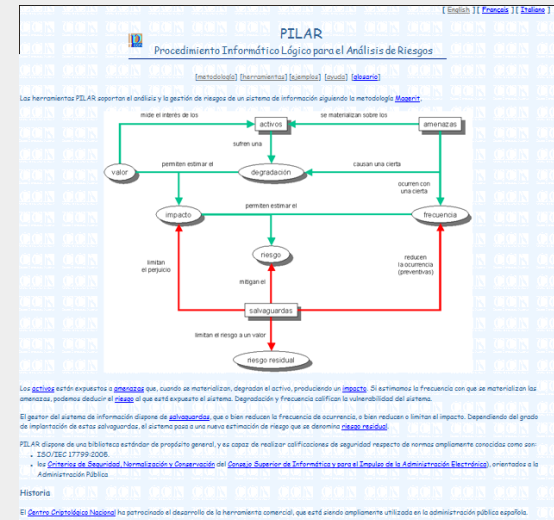 [ English ] [ Français ] [ Italiano ]
PILAR
Procedimiento Informático Lógico para el Análisis de Riesgos
[metodología] [herramientas] [ejemplos] [ayuda] [glosario]
Las herramientas PILAR soportan el análisis y la gestión de riesgos de un sistema de información siguiendo la metodología Magerit.
mide el interés de los
se materializan sobre los
activos
amenazas
sufren una
permiten estimar el
causan una cierta
valor
degradación
ocurren con
una cierta
permiten estimar el
impacto
frecuencia
riesgo
limitan
el perjuicio
reducen
la ocurrencia
(preventivas)
mitigan el
salvaguardas
limitan el riesgo a un valor
riesgo residual
Los activos están expuestos a amenazas que, cuando se materializan, degradan el activo, produciendo un impacto. Si estimamos la frecuencia con que se materializan las
amenazas, podemos deducir el riesgo al que está expuesto el sistema. Degradación y frecuencia califican la vulnerabilidad del sistema.
El gestor del sistema de información dispone de salvaguardas, que o bien reducen la frecuencia de ocurrencia, o bien reducen o limitan el impacto. Dependiendo del grado
de implantación de estas salvaguardas, el sistema pasa a una nueva estimación de riesgo que se denomina riesgo residual.
PILAR dispone de una biblioteca estándar de propósito general, y es capaz de realizar calificaciones de seguridad respecto de normas ampliamente conocidas como son:
• ISO/IEC 17799:2005.
• los Criterios de Seguridad, Normalización y Conservación del Consejo Superior de Informática y para el Impulso de la Administración Electrónica), orientados a la
Administración Pública
Historia
El Centro Criptológico Nacional ha patrocinado el desarrollo de la herramienta comercial, que está siendo ampliamente utilizada en la administración pública española.